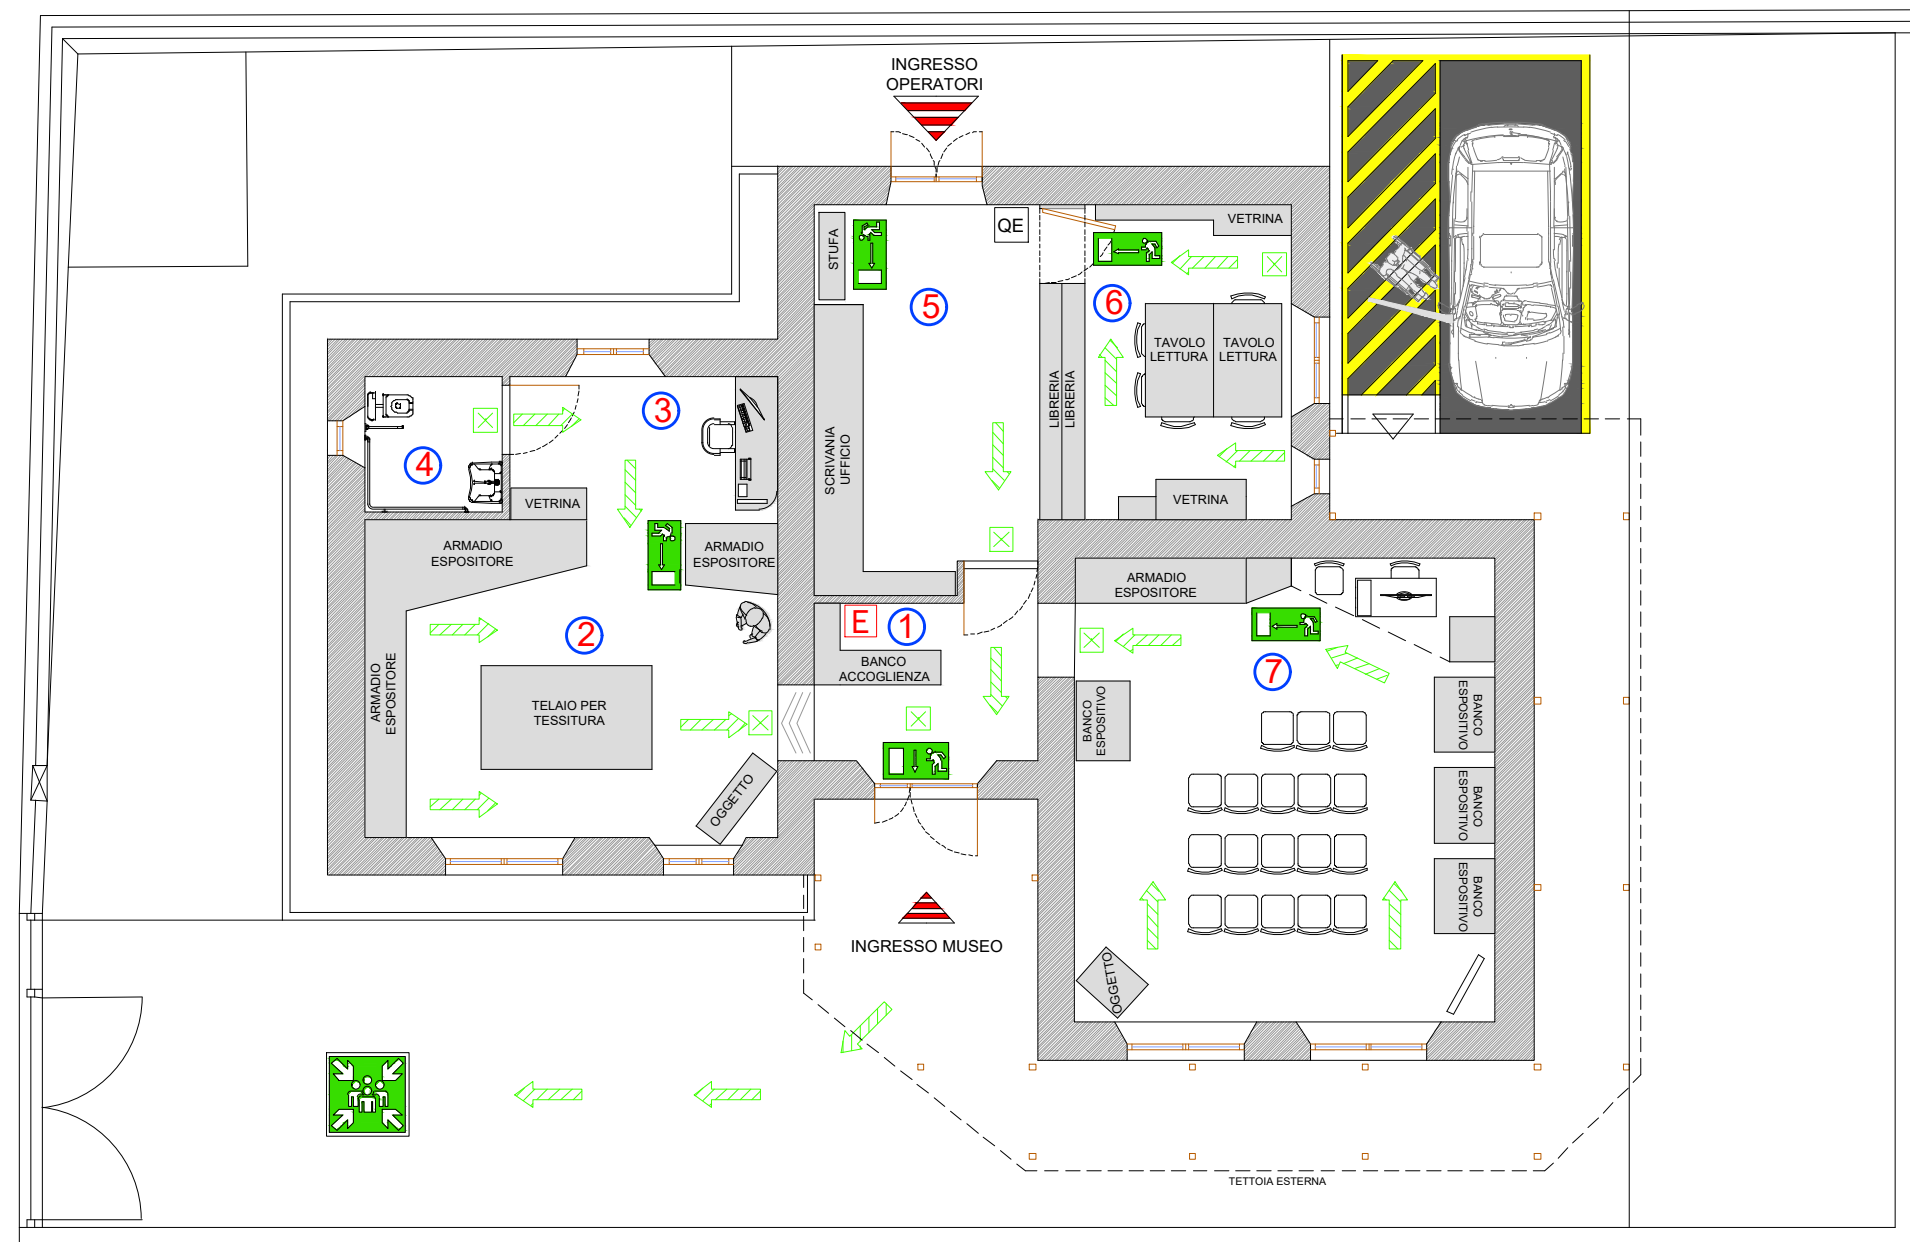 INGRESSO
OPERATORI
QE
VETRINA
STUFA
5
6
TAVOLO
LETTURA
TAVOLO
LETTURA
LIBRERIA
LIBRERIA
3
4
SCRIVANIA
UFFICIO
VETRINA
VETRINA
ARMADIO
ESPOSITORE
ARMADIO
ESPOSITORE
ARMADIO
ESPOSITORE
E
1
2
BANCO
ACCOGLIENZA
7
ARMADIO
ESPOSITORE
TELAIO PER
TESSITURA
BANCO
ESPOSITIVO
BANCO
ESPOSITIVO
OGGETTO
BANCO
ESPOSITIVO
BANCO
ESPOSITIVO
INGRESSO MUSEO
OGGETTO
TETTOIA ESTERNA